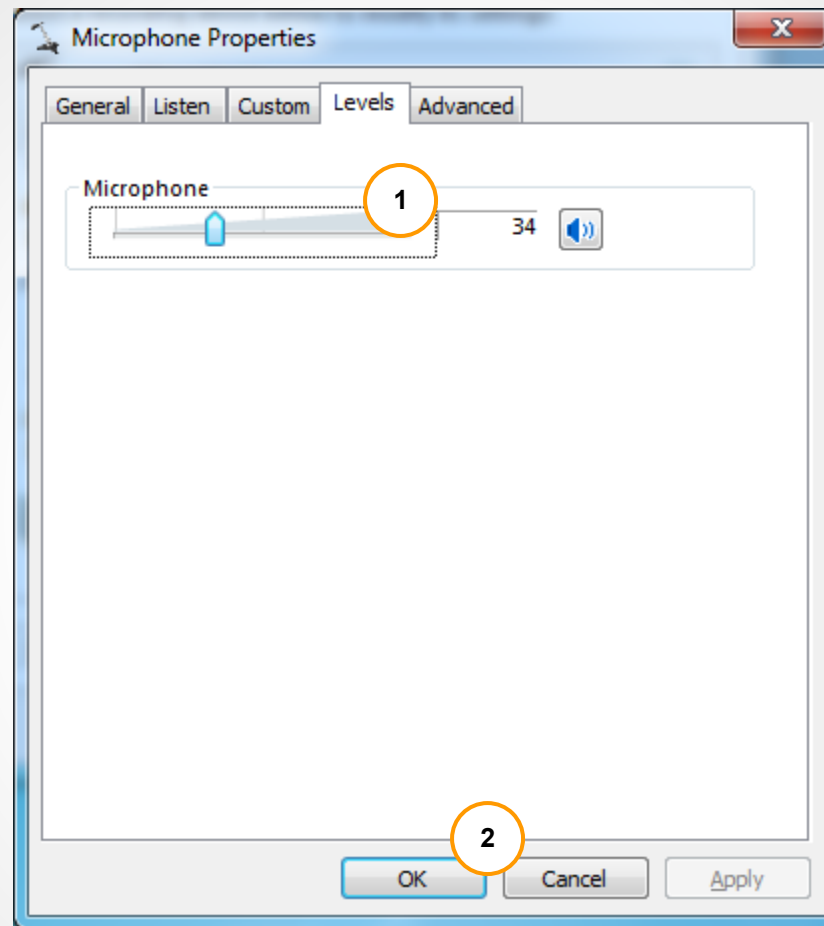 Microphone Properties
General Listen Custom Levels Advanced
Microphone
1
34
2
OK Cancel Apply